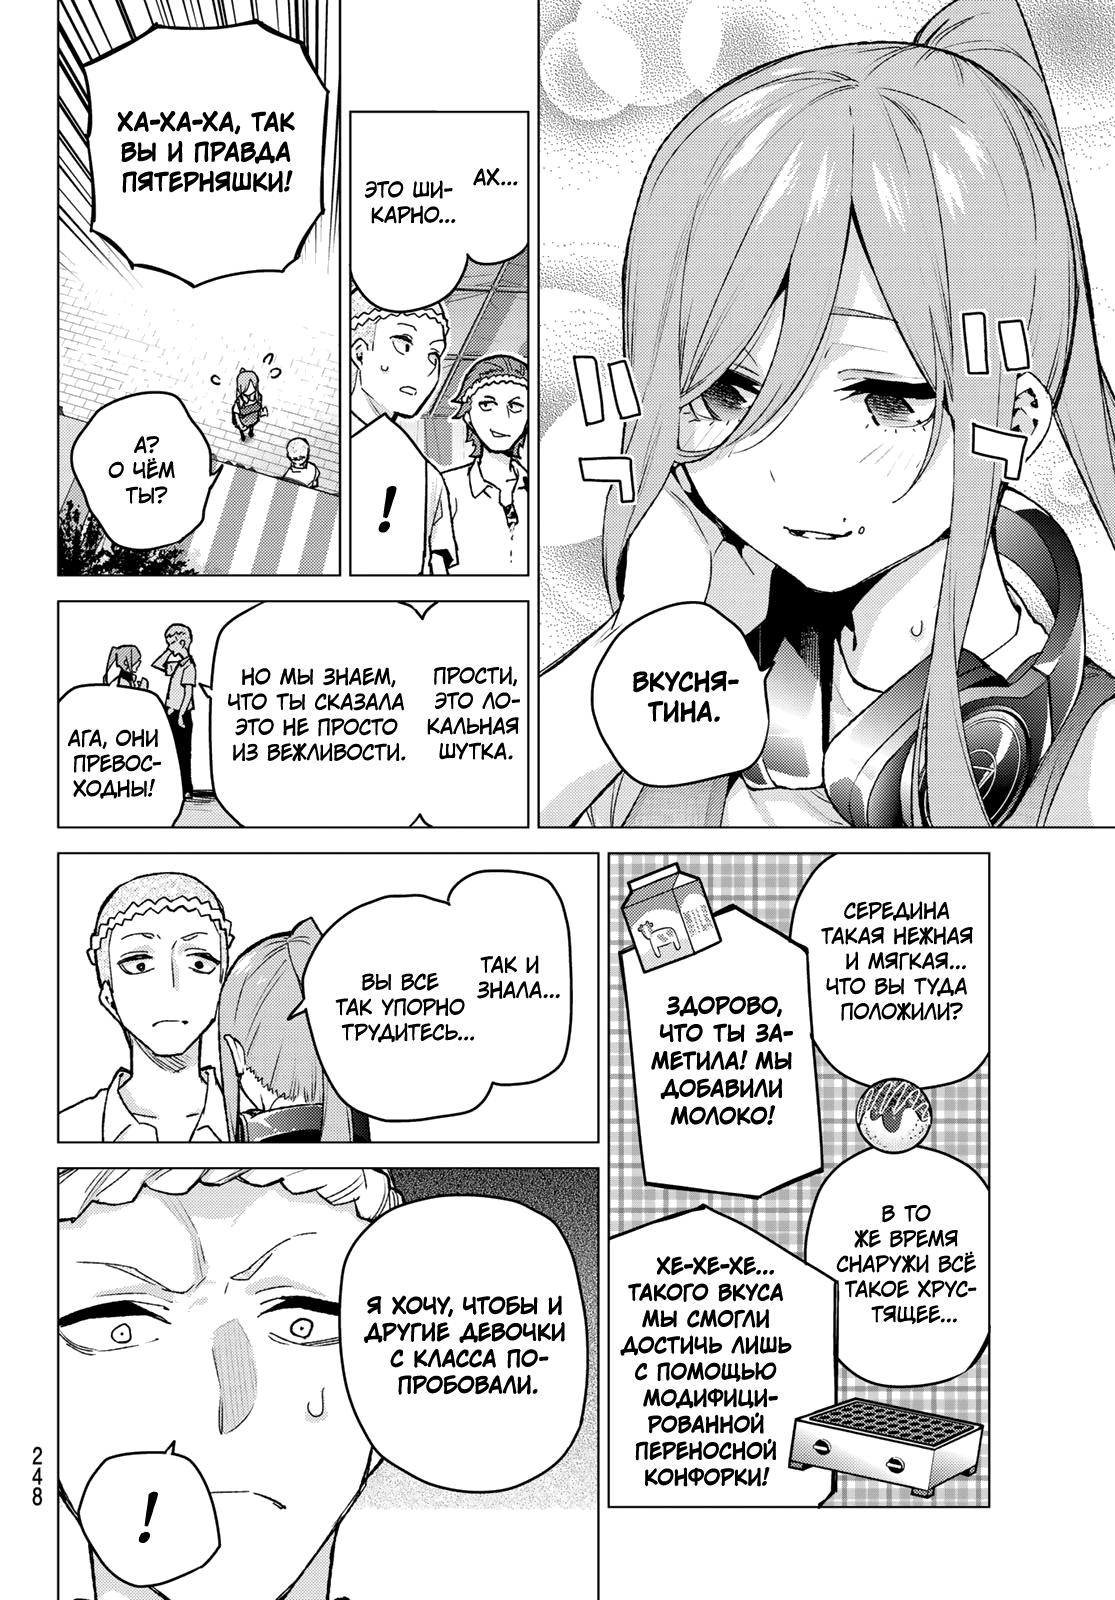 ВКУСНЯ-
ТИНА.
АХ...
ЭТО ШИ-
КАРНО...
!
ХА-ХА-ХА, ТАК
ВЫ И ПРАВДА
ПЯТЕРНЯШКИ!
А?
О ЧЁМ
ТЫ?
ПРОСТИ,
ЭТО ЛО-
КАЛЬНАЯ
ШУТКА.
НО МЫ ЗНАЕМ,
ЧТО ТЫ СКАЗАЛА
ЭТО НЕ ПРОСТО
ИЗ ВЕЖЛИВОСТИ.
АГА, ОНИ
ПРЕВОС-
ХОДНЫ!
СЕРЕДИНА
ТАКАЯ НЕЖНАЯ
И МЯГКАЯ...
ЧТО ВЫ ТУДА
ПОЛОЖИЛИ?
ЗДОРОВО,
ЧТО ТЫ ЗА-
МЕТИЛА! МЫ
ДОБАВИЛИ
МОЛОКО!
В ТО
ЖЕ ВРЕМЯ
СНАРУЖИ ВСЁ
ТАКОЕ ХРУС-
ТЯЩЕЕ...
ХЕ-ХЕ-ХЕ...
ТАКОГО ВКУСА
МЫ СМОГЛИ
ДОСТИЧЬ ЛИШЬ
С ПОМОЩЬЮ
МОДИФИЦИ-
РОВАННОЙ
ПЕРЕНОСНОЙ
КОНФОРКИ!
ТАК И
ЗНАЛА...
ВЫ ВСЕ
ТАК УПОРНО
ТРУДИТЕСЬ...
Я ХОЧУ, ЧТОБЫ И
ДРУГИЕ ДЕВОЧКИ
С КЛАССА ПО-
ПРОБОВАЛИ.
!
248